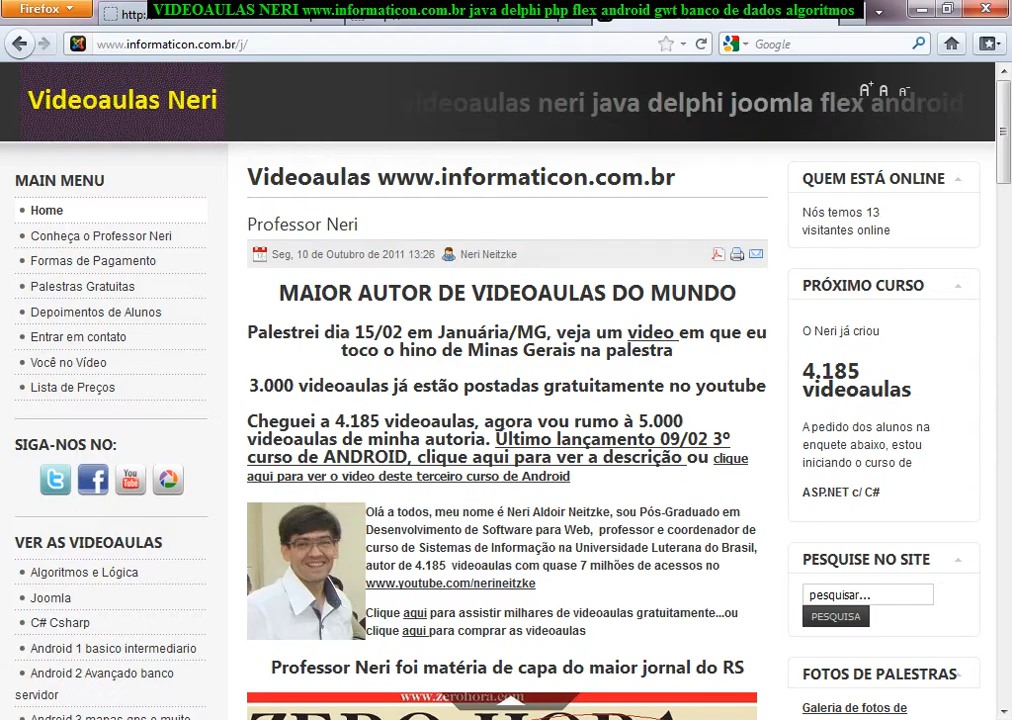 Firefox
http:
VIDEOAULAS NERI www.informaticon.com.br java delphi php flex android gwt banco de dados algoritmos
www.informaticon.com.br/j/
Google
Videoaulas Neri
videoaulas neri java delphi joomla flex android
A+ A A-
MAIN MENU
Home
Conheça o Professor Neri
Formas de Pagamento
Palestras Gratuitas
Depoimentos de Alunos
Entrar em contato
Você no Vídeo
Lista de Preços
SIGA-NOS NO:
You
VER AS VIDEOAULAS
Algoritmos e Lógica
Joomla
C# Csharp
Android 1 basico intermediario
Android 2 Avançado banco
servidor
Android 3 mapas gps e muito
Videoaulas www.informaticon.com.br
Professor Neri
Seg, 10 de Outubro de 2011 13:26 Neri Neitzke
MAIOR AUTOR DE VIDEOAULAS DO MUNDO
Palestrei dia 15/02 em Januária/MG, veja um video em que eu
toco o hino de Minas Gerais na palestra
3.000 videoaulas já estão postadas gratuitamente no youtube
Cheguei a 4.185 videoaulas, agora vou rumo à 5.000
videoaulas de minha autoria. Ultimo lançamento 09/02 3º
curso de ANDROID, clique aqui para ver a descrição ou clique
aqui para ver o video deste terceiro curso de Android
Olá a todos, meu nome é Neri Aldoir Neitzke, sou Pós-Graduado em
Desenvolvimento de Software para Web, professor e coordenador de
curso de Sistemas de Informação na Universidade Luterana do Brasil,
autor de 4.185 videoaulas com quase 7 milhões de acessos no
www.youtube.com/nerineitzke
Clique aqui para assistir milhares de videoaulas gratuitamente...ou
clique aqui para comprar as videoaulas
Professor Neri foi matéria de capa do maior jornal do RS
www.zerohora.com
ZERO HORA
QUEM ESTÁ ONLINE
Nós temos 13
visitantes online
PRÓXIMO CURSO
O Neri já criou
4.185
videoaulas
A pedido dos alunos na
enquete abaixo, estou
iniciando o curso de
ASP.NET c/ C#
PESQUISE NO SITE
pesquisar...
PESQUISA
FOTOS DE PALESTRAS
Galeria de fotos de